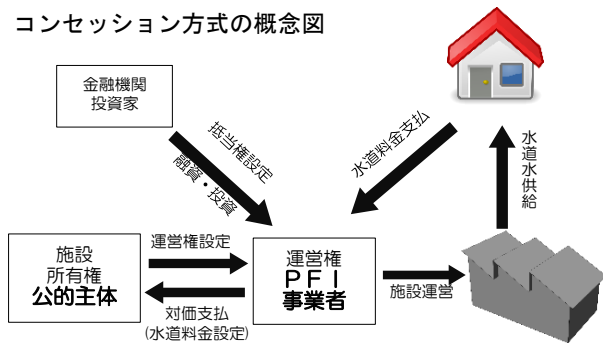 コンセッション方式の概念図
金融機関
投資家
抵当権設定
融資・投資
水道料金支払
水道水供給
施設
所有権
公的主体
運営権設定
対価支払
(水道料金設定)
運営権
ＰＦＩ
事業者
施設運営